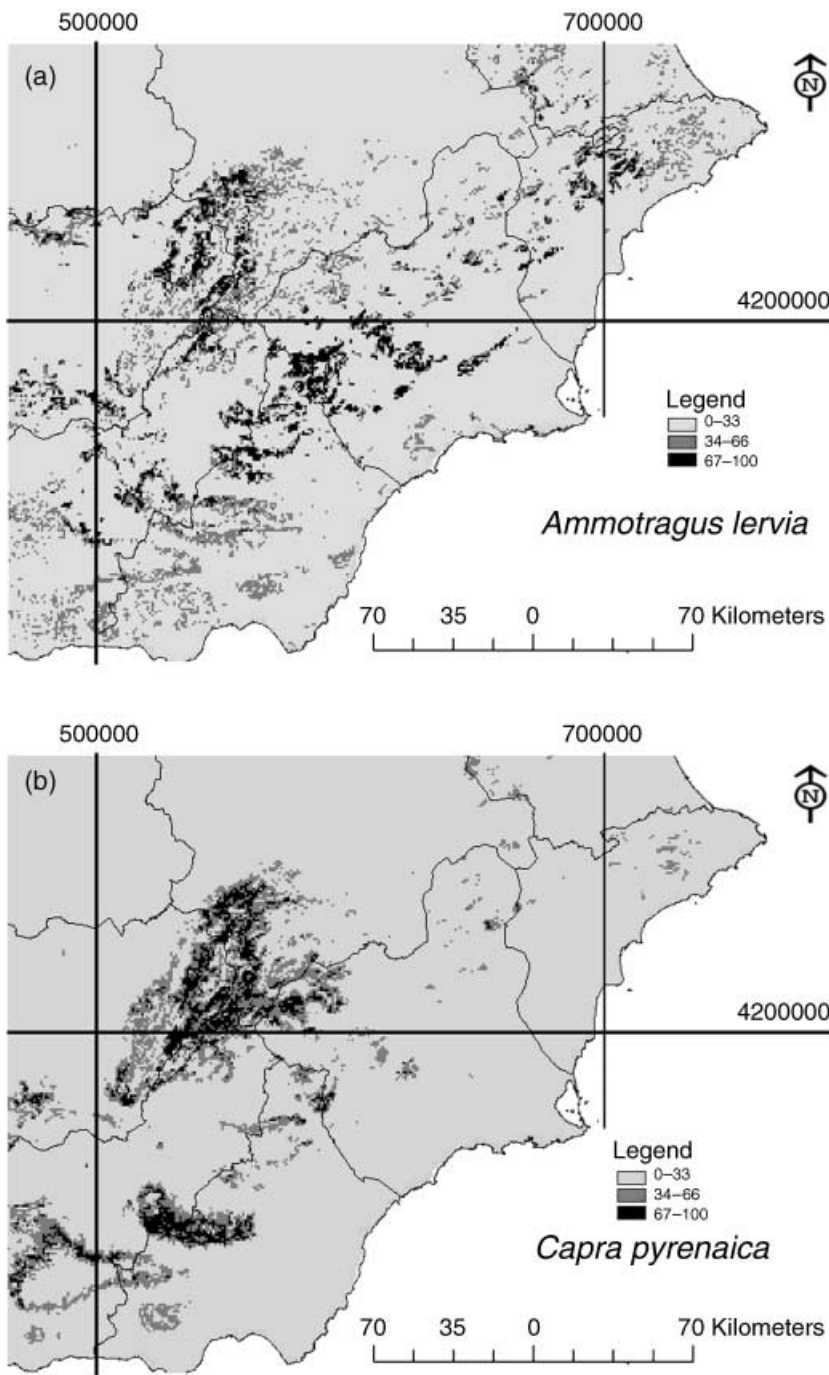 500000 700000
(a)
N
4200000
Legend
0–33
34–66
67–100
Ammotragus lervia
70 35 0 70 Kilometers
500000 700000
(b)
N
4200000
Legend
0–33
34–66
67–100
Capra pyrenaica
70 35 0 70 Kilometers